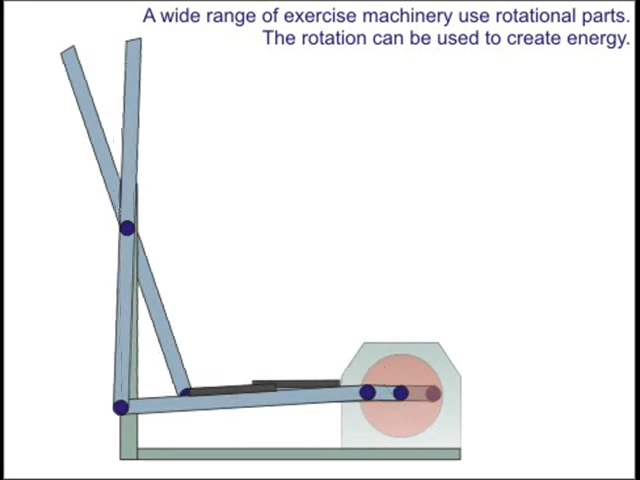 A wide range of exercise machinery use rotational parts.
The rotation can be used to create energy.